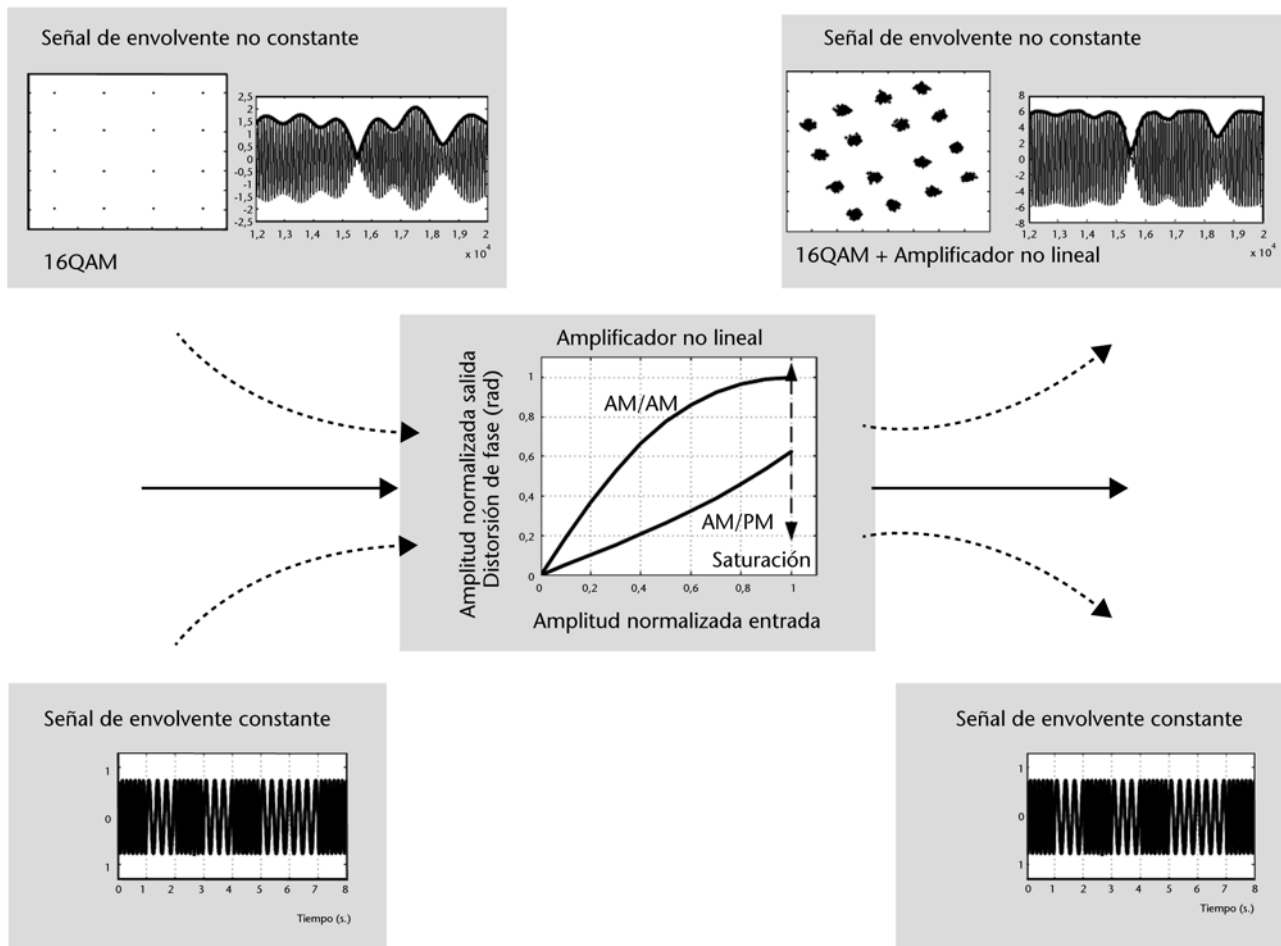 Señal de envolvente no constante
2,5
2
1,5
1
0,5
0
-0,5
-1
-1,5
-2
-2,5
1,2 1,3 1,4 1,5 1,6 1,7 1,8 1,9 2
x 10⁴
16QAM
Señal de envolvente no constante
8
6
4
2
0
-2
-4
-6
-8
1,2 1,3 1,4 1,5 1,6 1,7 1,8 1,9 2
x 10⁴
16QAM + Amplificador no lineal
Amplificador no lineal
Amplitud normalizada salida
Distorsión de fase (rad)
1
0,8
0,6
0,4
0,2
0
AM/AM
AM/PM
Saturación
0 0,2 0,4 0,6 0,8 1
Amplitud normalizada entrada
Señal de envolvente constante
1
0
1
0 1 2 3 4 5 6 7 8
Tiempo (s.)
Señal de envolvente constante
1
0
1
0 1 2 3 4 5 6 7 8
Tiempo (s.)